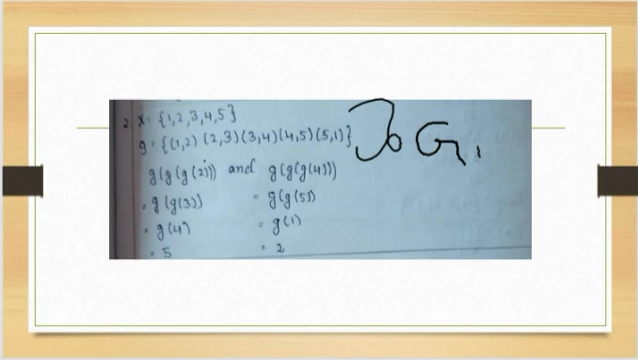 2 X = {1,2,3,4,5}
g = {(1,2) (2,3) (3,4) (4,5) (5,1)}
g(g(g(2))) and g(g(g(4)))
= g(g(3)) = g(g(5))
= g(4) = g(1)
= 5 = 2
G